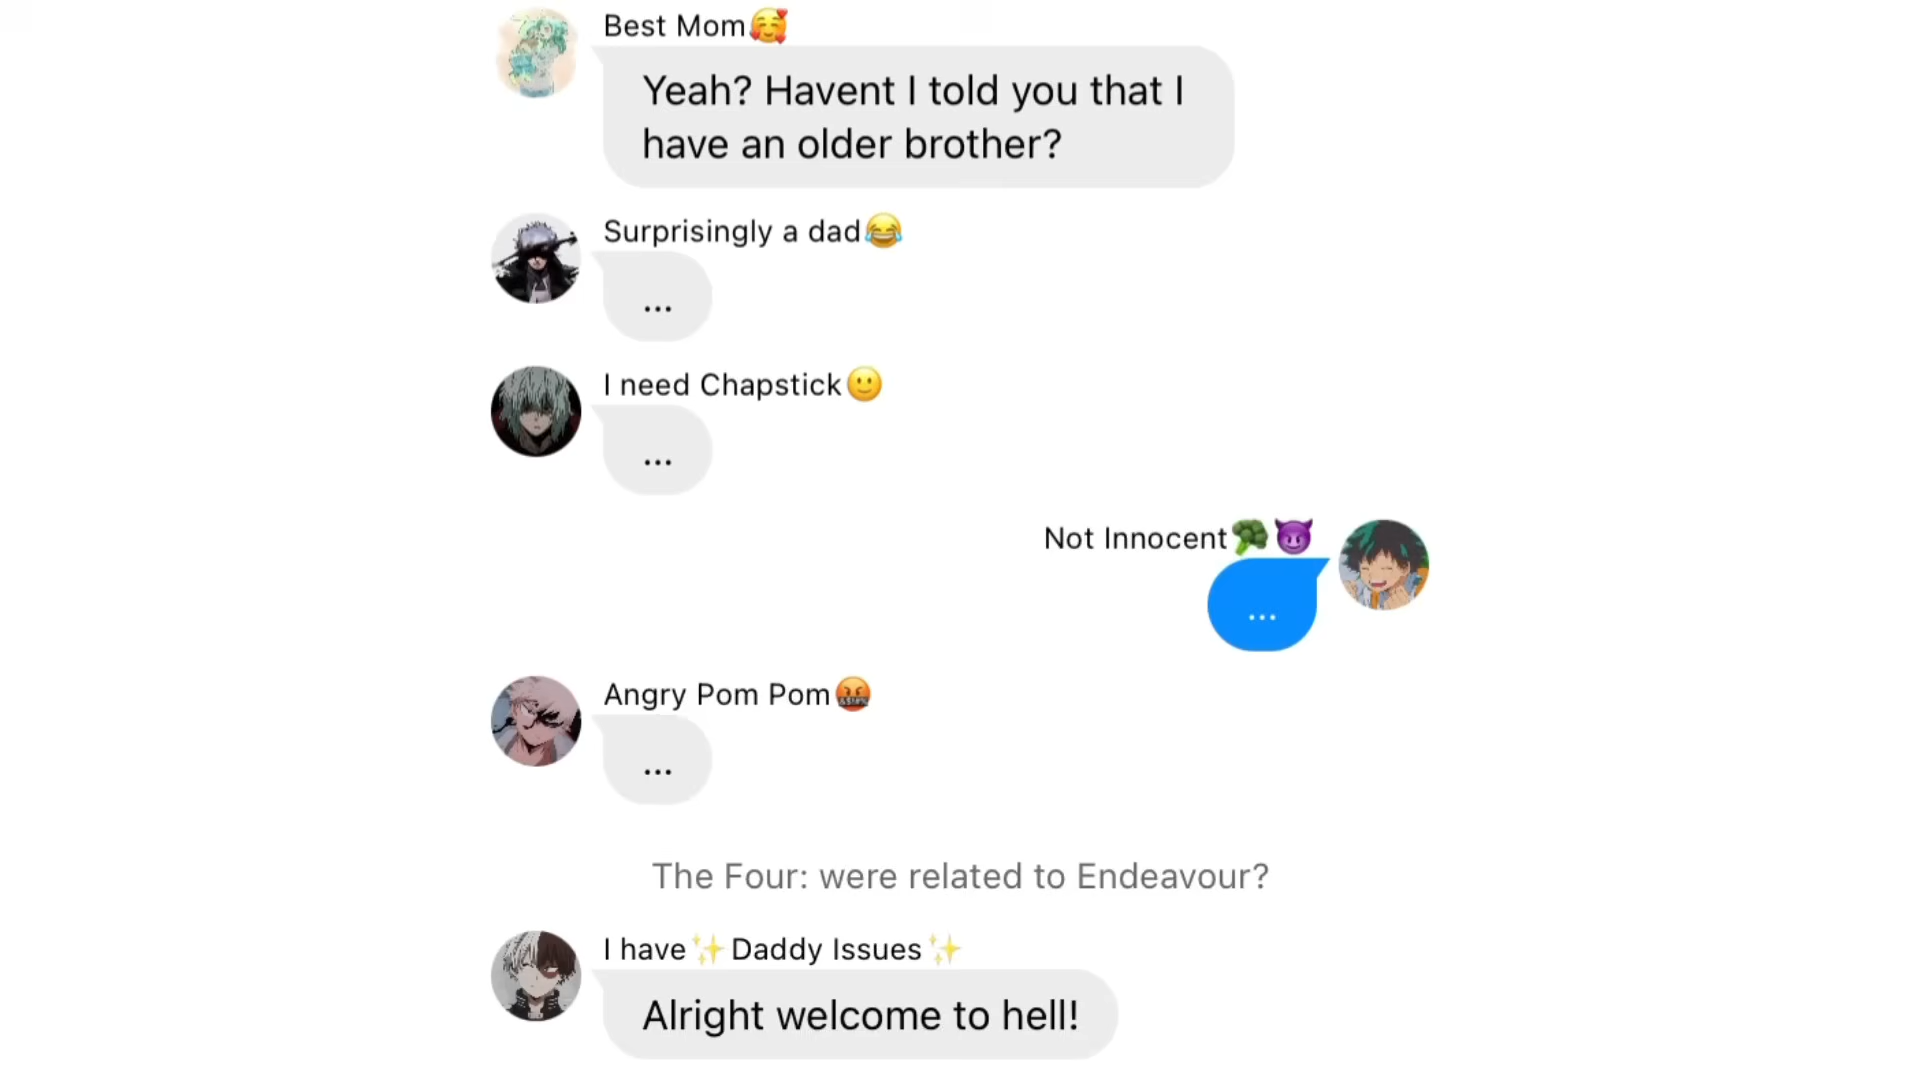 Best Mom🥰
Yeah? Havent I told you that I
have an older brother?
Surprisingly a dad😂
...
I need Chapstick🙂
...
Not Innocent🥦😈
...
Angry Pom Pom🤬
...
The Four: were related to Endeavour?
I have✨Daddy Issues✨
Alright welcome to hell!